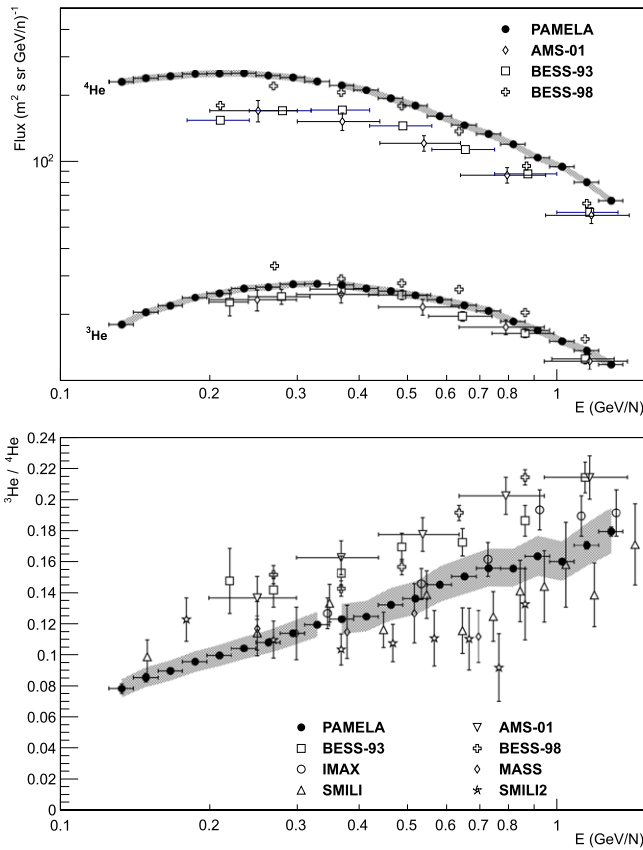 Flux (m² s sr GeV/n)⁻¹
10²
⁴He
³He
PAMELA
AMS-01
BESS-93
BESS-98
0.1 0.2 0.3 0.4 0.5 0.6 0.7 0.8 1
E (GeV/N)
³He / ⁴He
0.24
0.22
0.2
0.18
0.16
0.14
0.12
0.1
0.08
0.06
0.04
0.02
0
PAMELA
BESS-93
IMAX
SMILI
AMS-01
BESS-98
MASS
SMILI2
0.1 0.2 0.3 0.4 0.5 0.6 0.7 0.8 1
E (GeV/N)